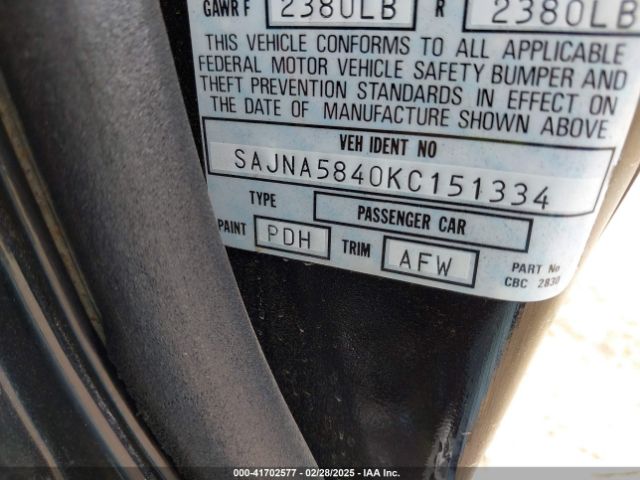 GAWR F 2380LB R 2380LB
THIS VEHICLE CONFORMS TO ALL APPLICABLE
FEDERAL MOTOR VEHICLE SAFETY BUMPER AND
THEFT PREVENTION STANDARDS IN EFFECT ON
THE DATE OF MANUFACTURE SHOWN ABOVE.
VEH IDENT NO
SAJNA5840KC151334
TYPE PASSENGER CAR
PAINT PDH TRIM AFW
PART No
CBC 2830
000-41702577 - 02/28/2025 - IAA Inc.